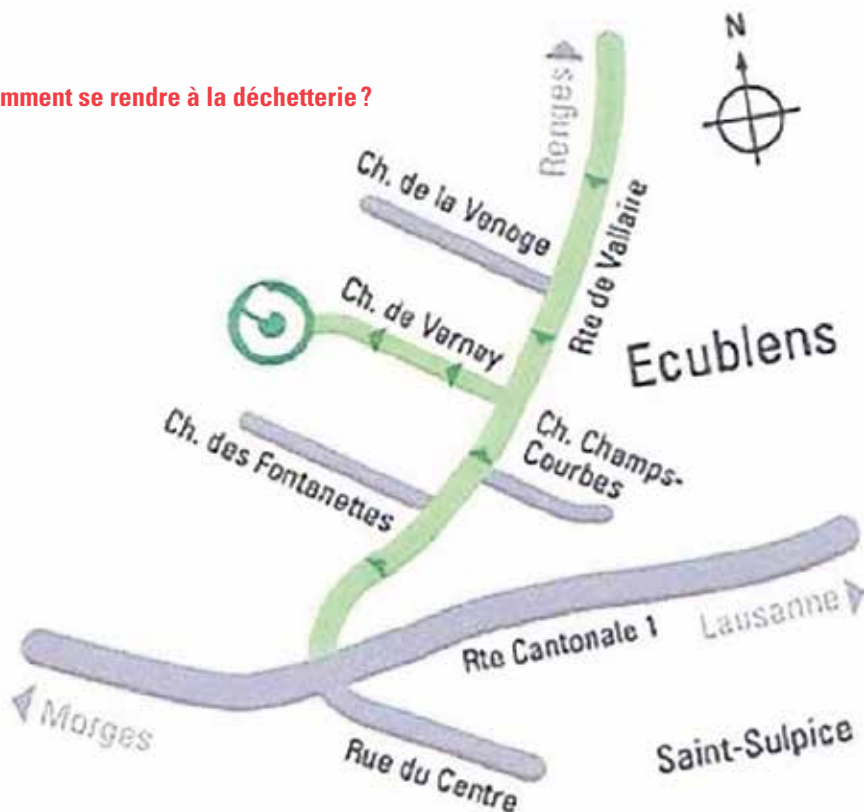 N
mment se rendre à la déchetterie ?
Renges
Ch. de la Venoge
Rte de Vallaire
Ch. de Verney
Ecublens
Ch. Champs-
Courbes
Ch. des Fontanettes
Lausanne
Rte Cantonale 1
Morges
Saint-Sulpice
Rue du Centre